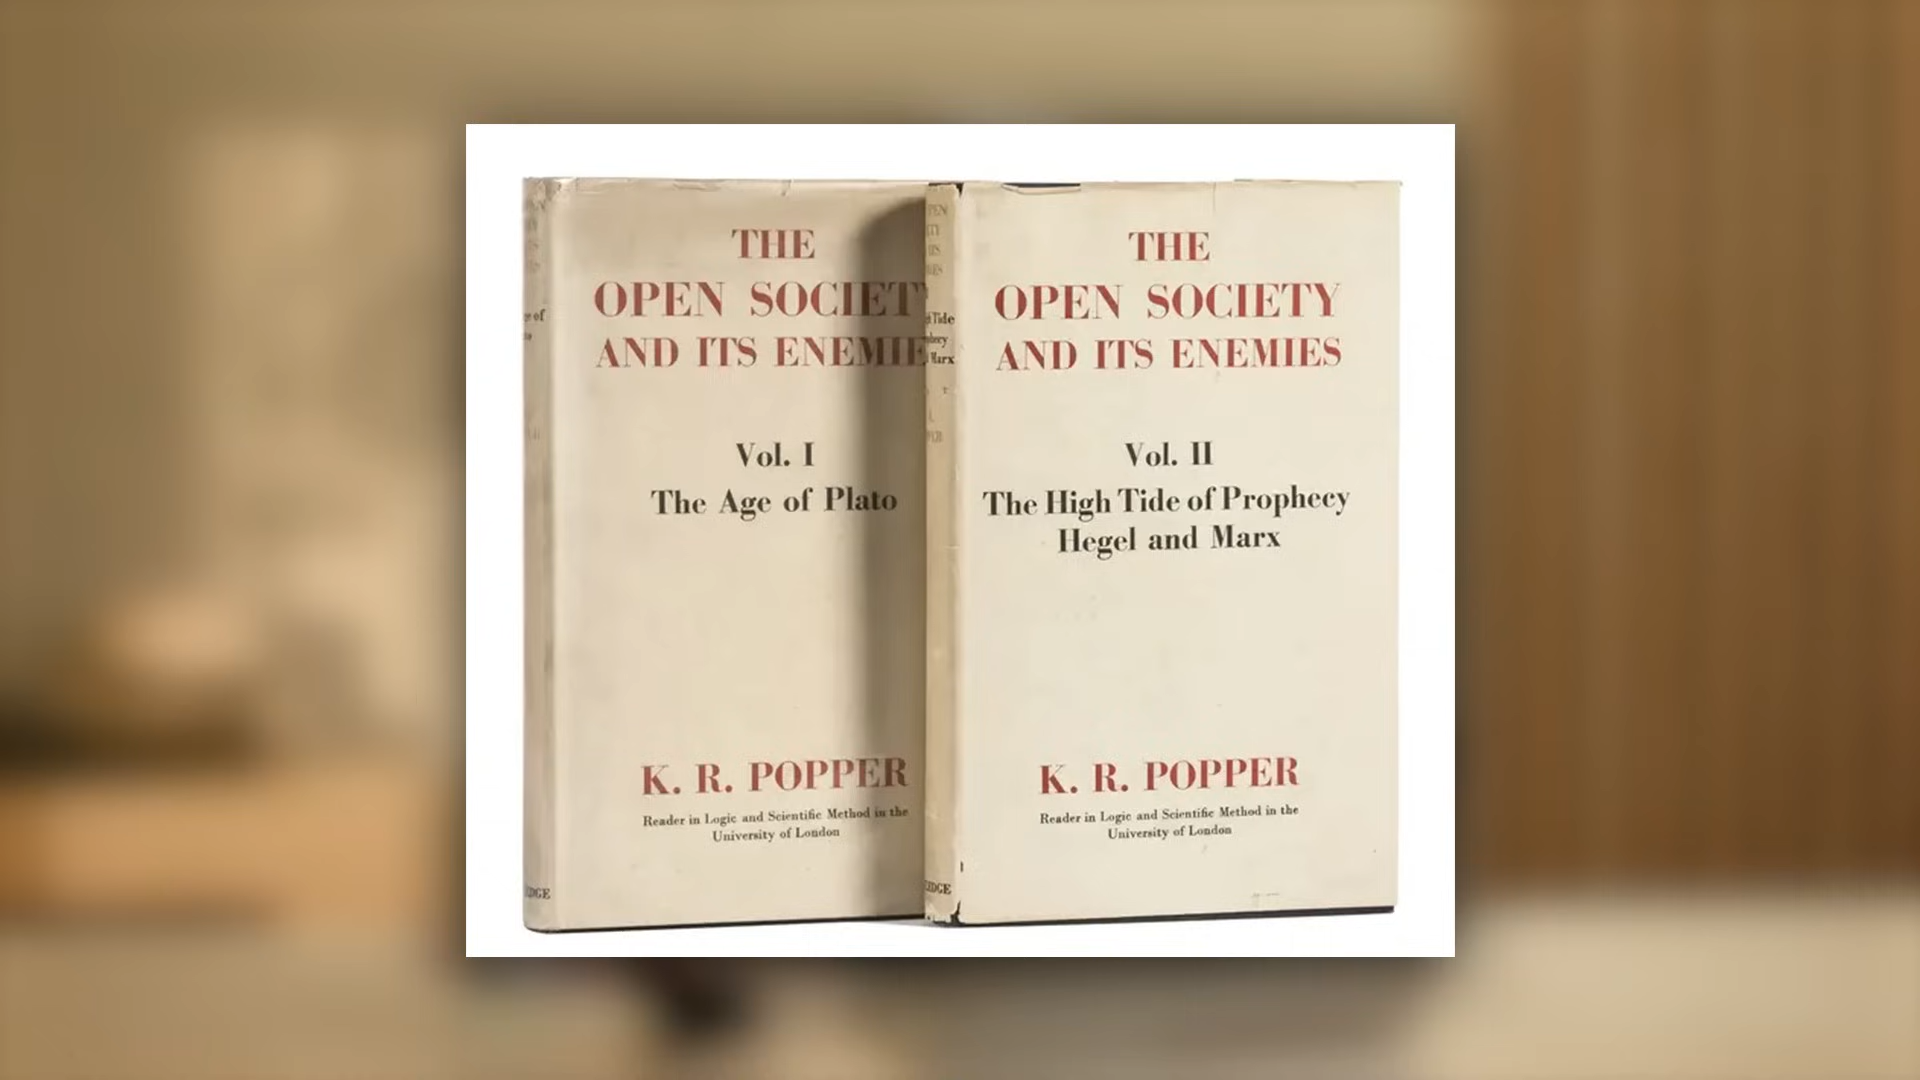 THE
OPEN SOCIET
AND ITS ENEMIE
Vol. I
The Age of Plato
K. R. POPPER
Reader in Logic and Scientific Method in the
University of London
THE
OPEN SOCIETY
AND ITS ENEMIES
Vol. II
The High Tide of Prophecy
Hegel and Marx
K. R. POPPER
Reader in Logic and Scientific Method in the
University of London